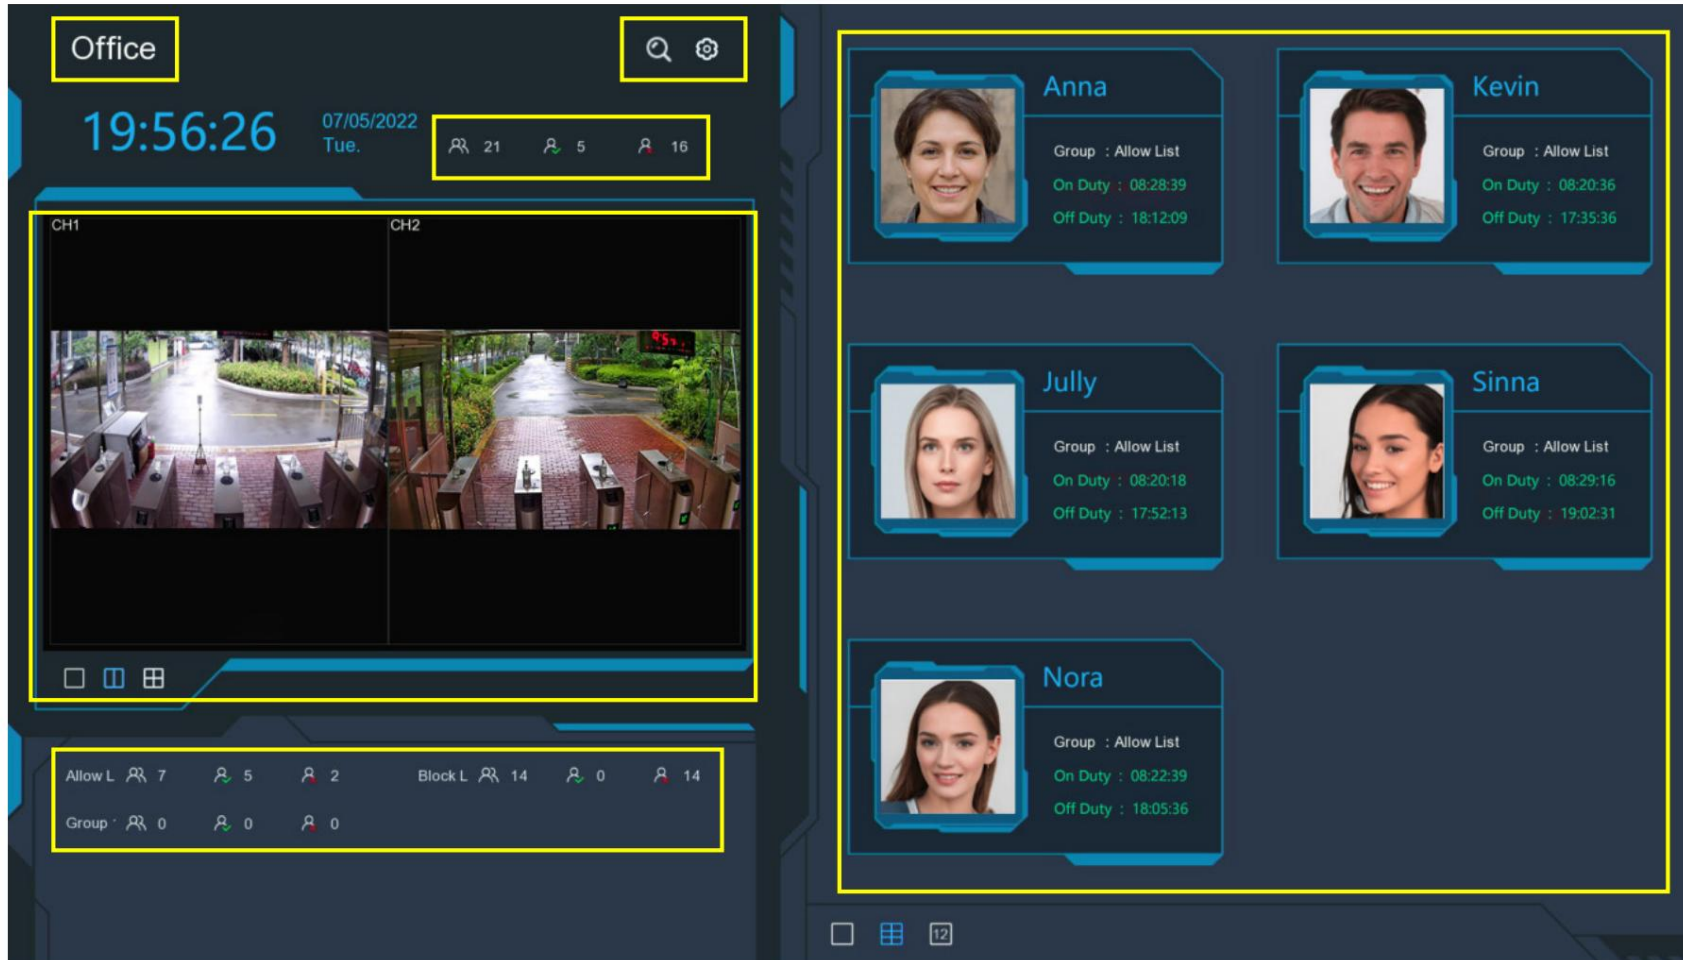 Office
19:56:26
07/05/2022
Tue.
21 5 16
CH1
CH2
Allow L 7 5 2 Block L 14 0 14
Group 0 0 0
Anna
Group : Allow List
On Duty : 08:28:39
Off Duty : 18:12:09
Kevin
Group : Allow List
On Duty : 08:20:36
Off Duty : 17:35:36
Jully
Group : Allow List
On Duty : 08:20:18
Off Duty : 17:52:13
Sinna
Group : Allow List
On Duty : 08:29:16
Off Duty : 19:02:31
Nora
Group : Allow List
On Duty : 08:22:39
Off Duty : 18:05:36
12